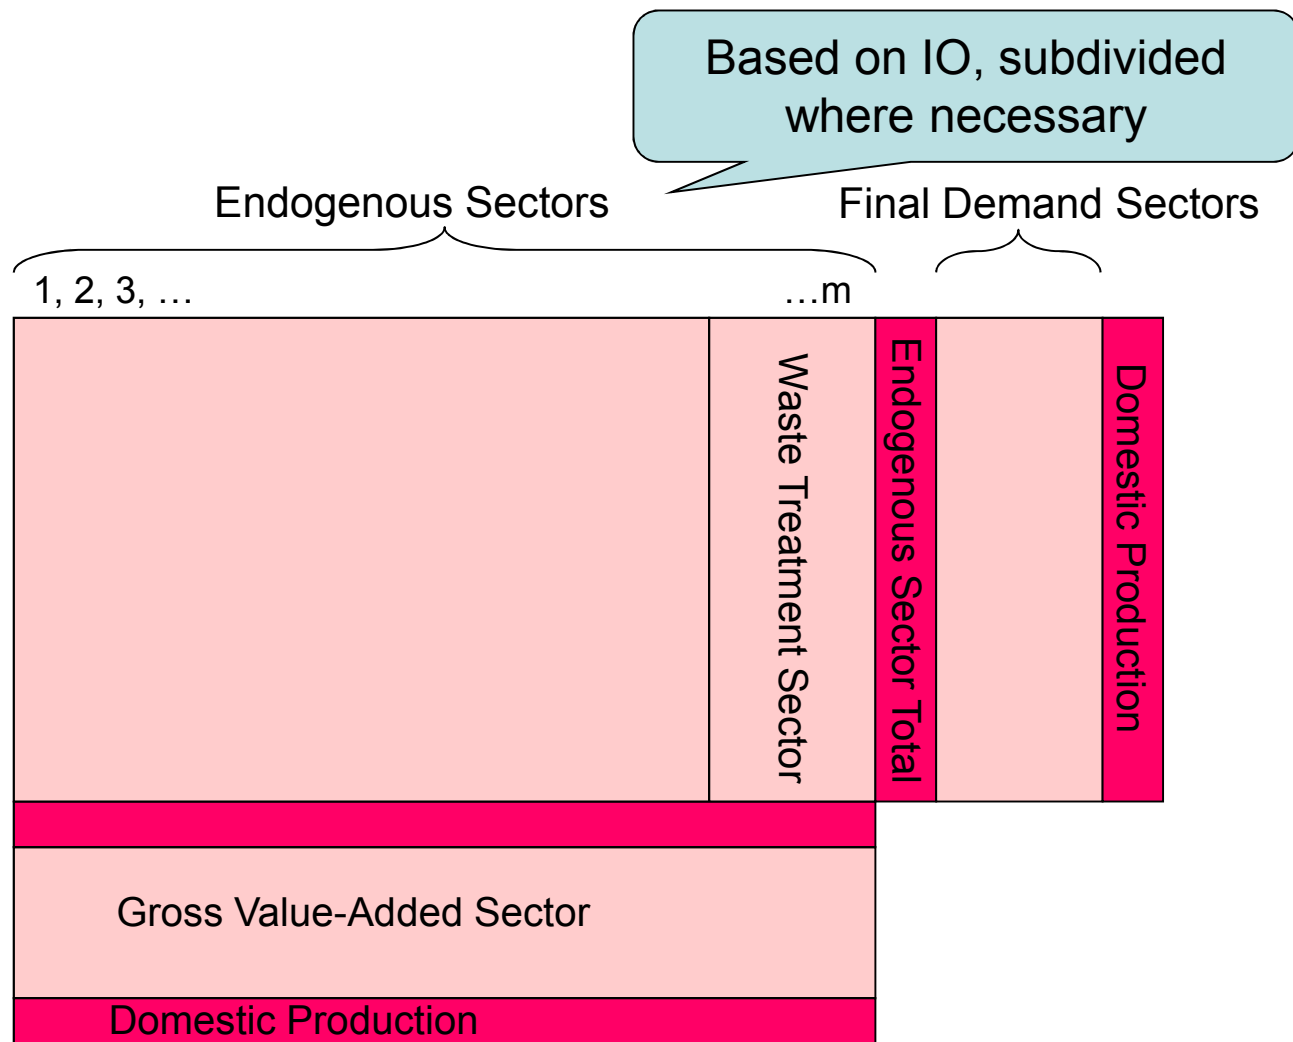 Based on IO, subdivided
where necessary
Endogenous Sectors
Final Demand Sectors
1, 2, 3, …
…m
Waste Treatment Sector
Endogenous Sector Total
Domestic Production
Gross Value-Added Sector
Domestic Production